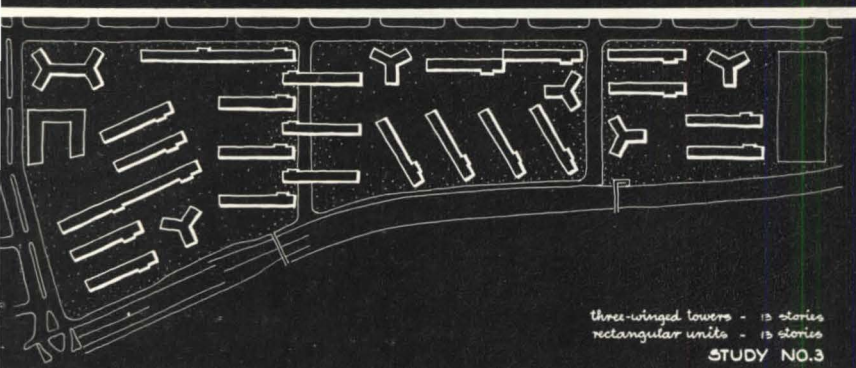 three-winged towers - 13 stories
rectangular units - 13 stories
STUDY NO.3